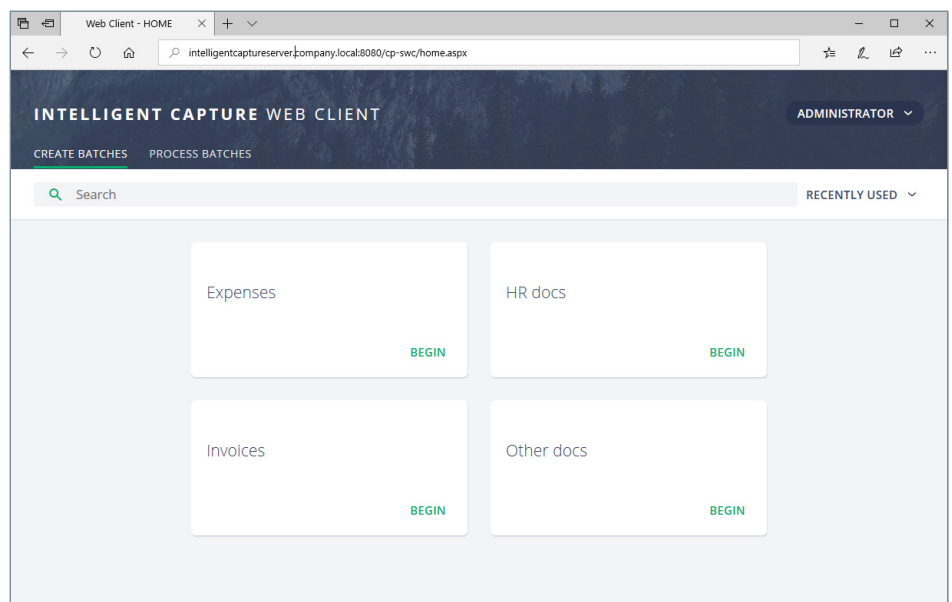 Web Client - HOME
intelligentcaptureserver.company.local:8080/cp-swc/home.aspx
INTELLIGENT CAPTURE WEB CLIENT
ADMINISTRATOR
CREATE BATCHES PROCESS BATCHES
Search
RECENTLY USED
Expenses
BEGIN
HR docs
BEGIN
Invoices
BEGIN
Other docs
BEGIN